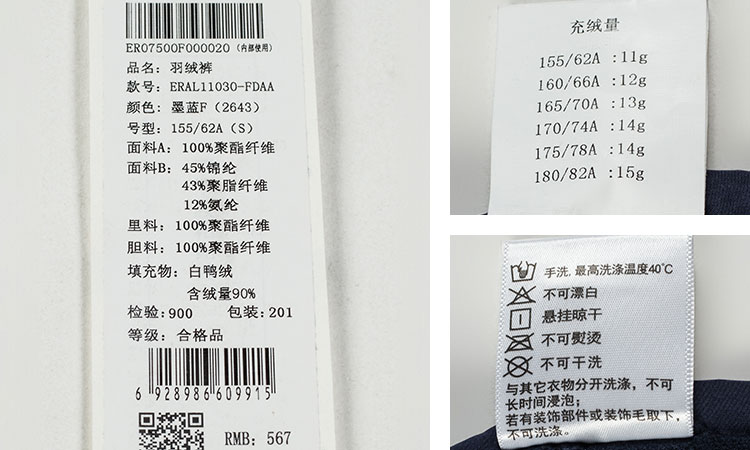 ER07500F000020（内部使用）
品名：羽绒裤
款号：ERAL11030-FDAA
颜色：墨蓝F（2643）
号型：155/62A（S）
面料A：100%聚酯纤维
面料B：45%锦纶
43%聚脂纤维
12%氨纶
里料：100%聚酯纤维
胆料：100%聚酯纤维
填充物：白鸭绒
含绒量90%
检验：900 包装：201
等级：合格品
6 928986 609915
RMB：567
充绒量
155/62A :11g
160/66A :12g
165/70A :13g
170/74A :14g
175/78A :14g
180/82A :15g
手洗,最高洗涤温度40℃
不可漂白
悬挂晾干
不可熨烫
不可干洗
与其它衣物分开洗涤，不可
长时间浸泡；
若有装饰部件或装饰毛取下，
不可洗涤。